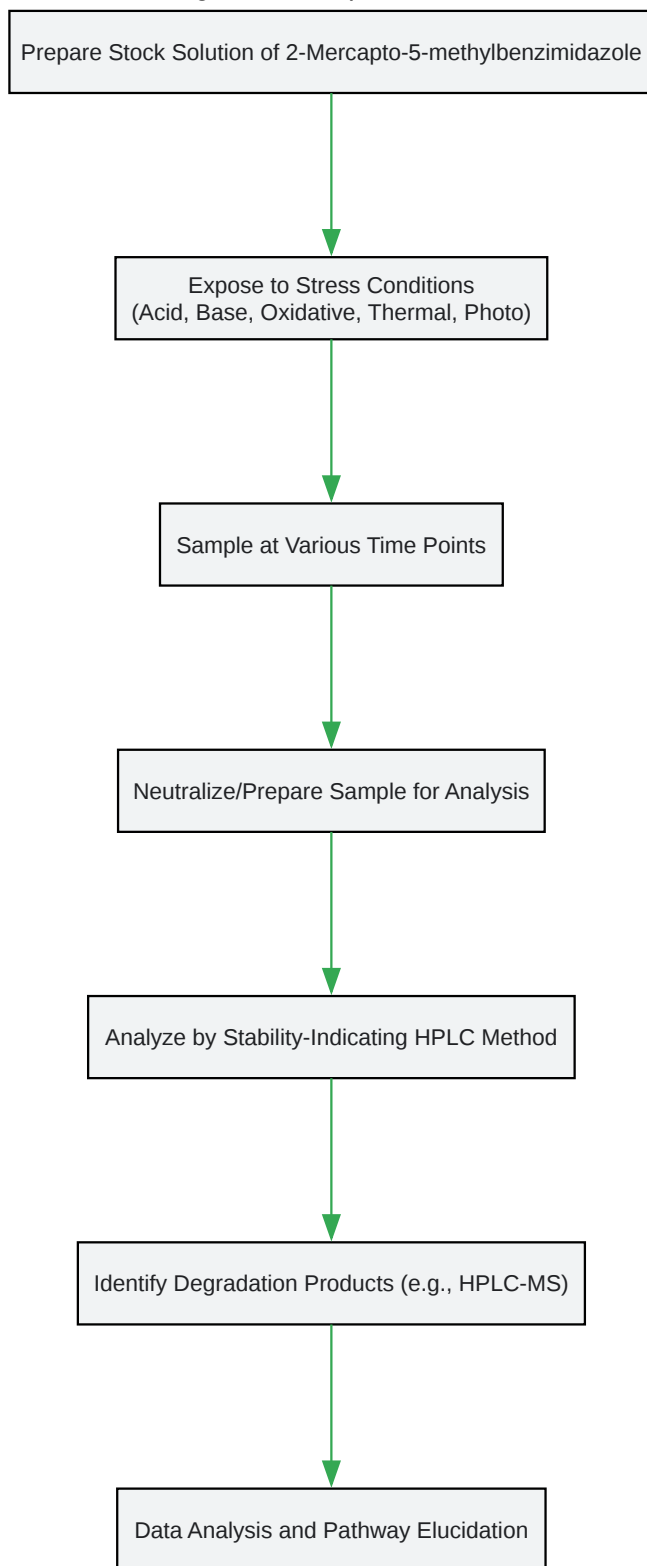 Prepare Stock Solution of 2-Mercapto-5-methylbenzimidazole
Expose to Stress Conditions
(Acid, Base, Oxidative, Thermal, Photo)
Sample at Various Time Points
Neutralize/Prepare Sample for Analysis
Analyze by Stability-Indicating HPLC Method
Identify Degradation Products (e.g., HPLC-MS)
Data Analysis and Pathway Elucidation